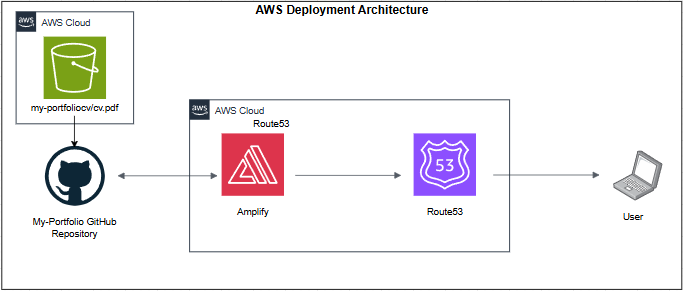 AWS Deployment Architecture
aws
AWS Cloud
my-portfoliocv/cv.pdf
aws
AWS Cloud
Route53
53
My-Portfolio GitHub
Repository
Amplify
Route53
User